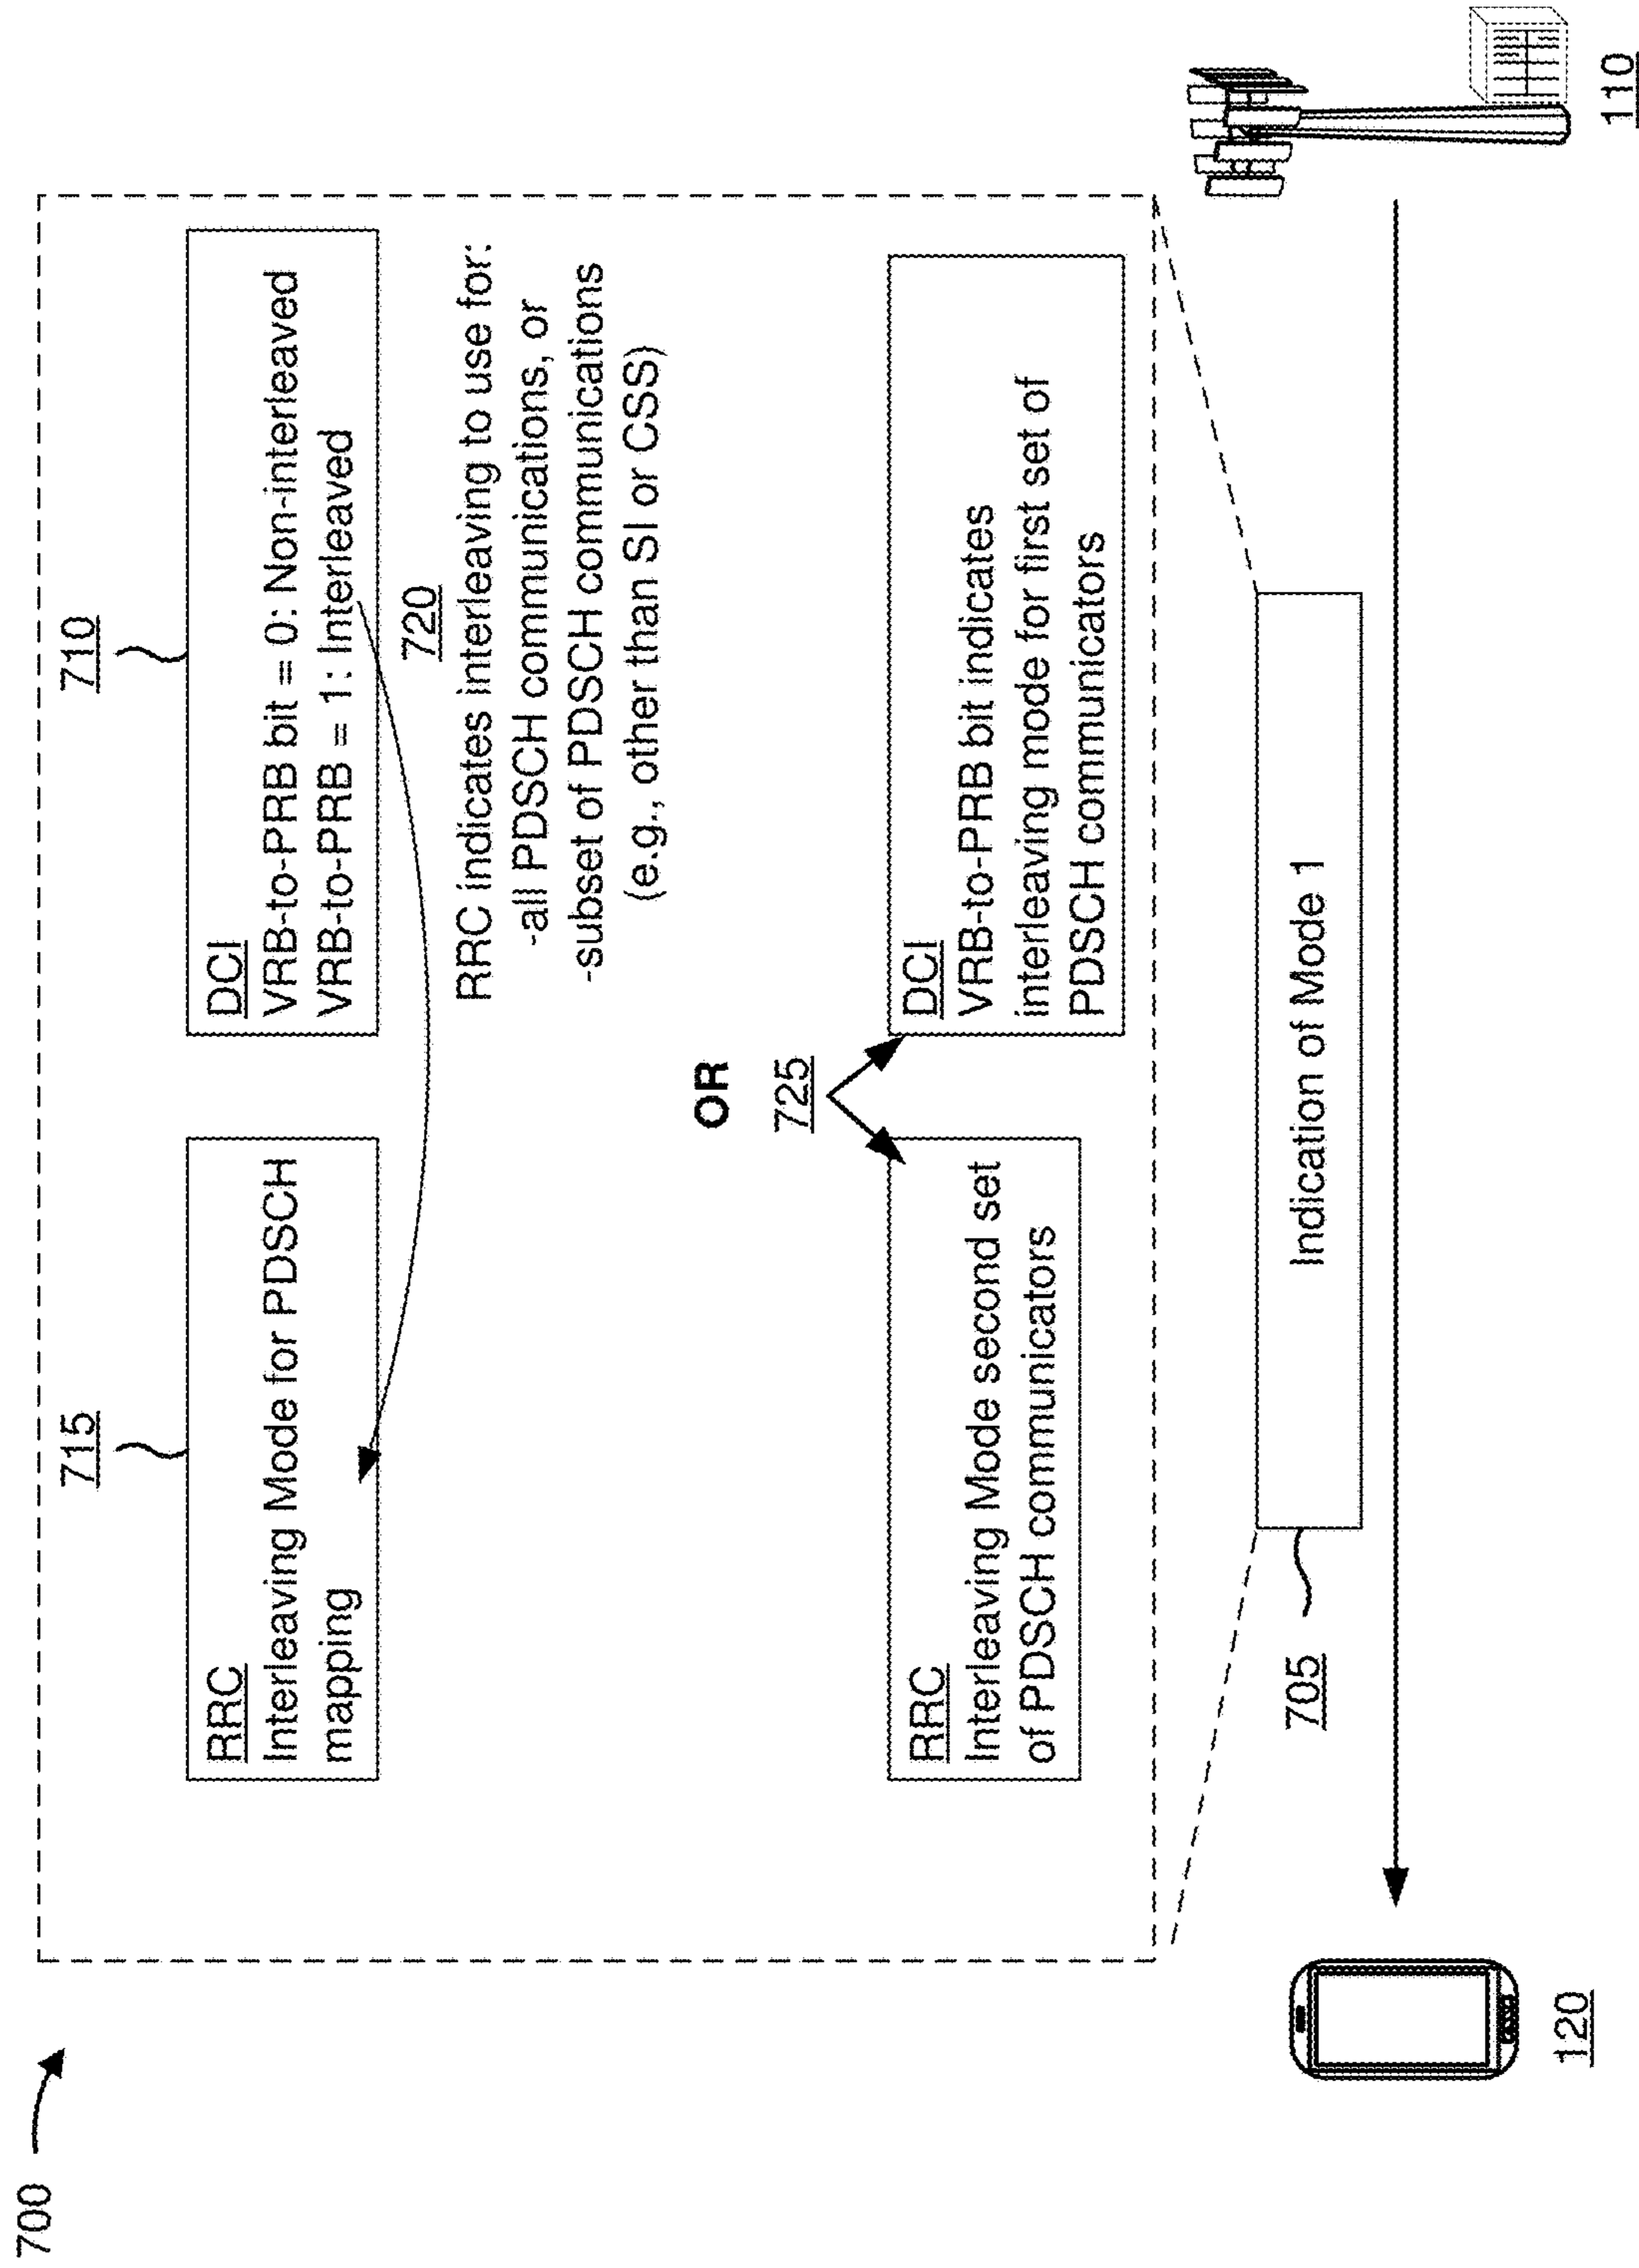 700
715
710
RRC
Interleaving Mode for PDSCH
mapping
DCI
VRB-to-PRB bit = 0: Non-interleaved
VRB-to-PRB = 1: Interleaved
720
RRC indicates interleaving to use for:
-all PDSCH communications, or
-subset of PDSCH communications
(e.g., other than SI or CSS)
OR
725
RRC
Interleaving Mode second set
of PDSCH communicators
DCI
VRB-to-PRB bit indicates
interleaving mode for first set of
PDSCH communicators
705
Indication of Mode 1
120
110